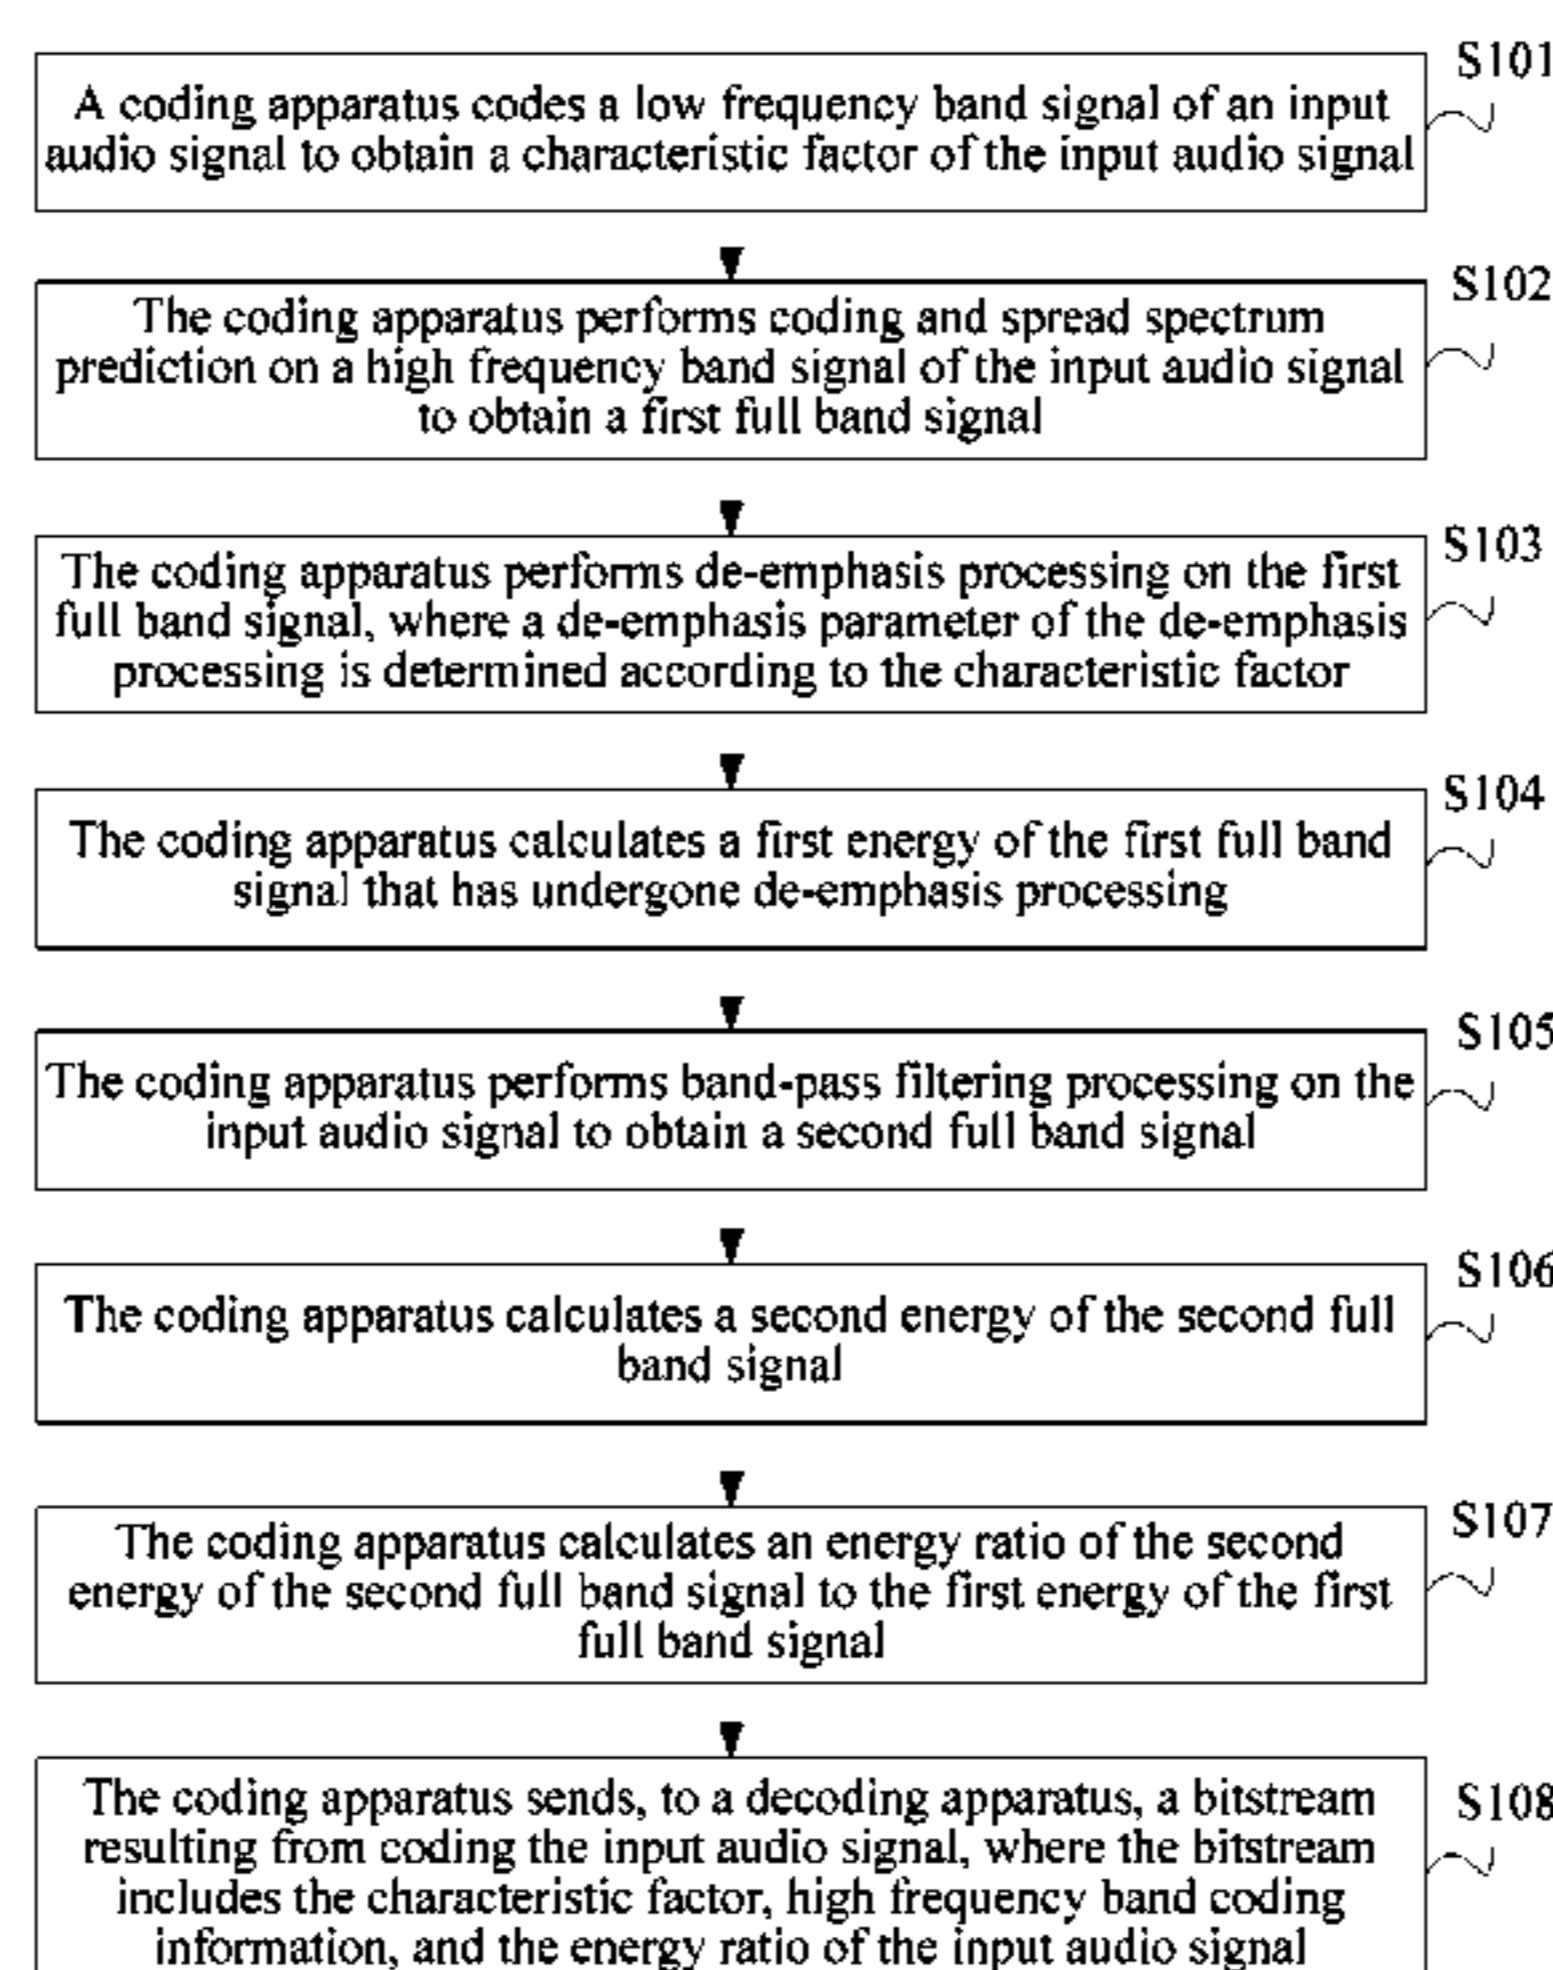 S101
A coding apparatus codes a low frequency band signal of an input
audio signal to obtain a characteristic factor of the input audio signal
S102
The coding apparatus performs coding and spread spectrum
prediction on a high frequency band signal of the input audio signal
to obtain a first full band signal
S103
The coding apparatus performs de-emphasis processing on the first
full band signal, where a de-emphasis parameter of the de-emphasis
processing is determined according to the characteristic factor
S104
The coding apparatus calculates a first energy of the first full band
signal that has undergone de-emphasis processing
S105
The coding apparatus performs band-pass filtering processing on the
input audio signal to obtain a second full band signal
S106
The coding apparatus calculates a second energy of the second full
band signal
S107
The coding apparatus calculates an energy ratio of the second
energy of the second full band signal to the first energy of the first
full band signal
S108
The coding apparatus sends, to a decoding apparatus, a bitstream
resulting from coding the input audio signal, where the bitstream
includes the characteristic factor, high frequency band coding
information, and the energy ratio of the input audio signal